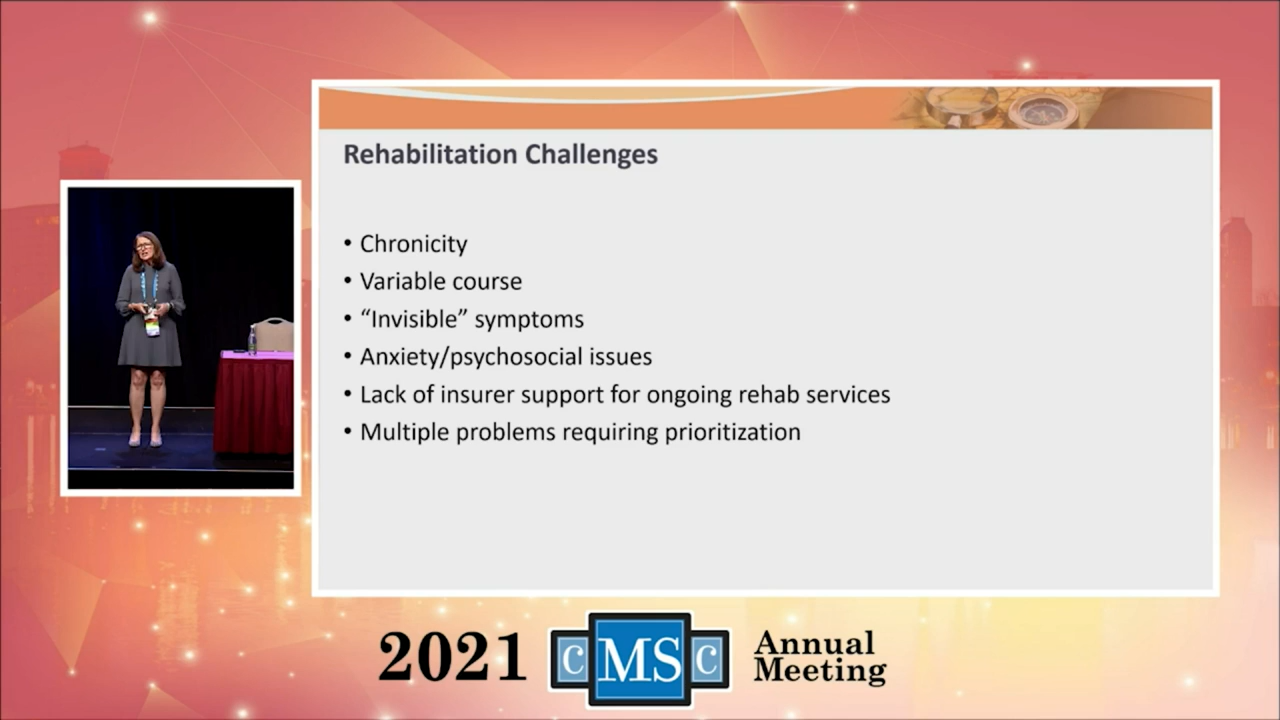 Rehabilitation Challenges
• Chronicity
• Variable course
• “Invisible” symptoms
• Anxiety/psychosocial issues
• Lack of insurer support for ongoing rehab services
• Multiple problems requiring prioritization
2021 CMSC Annual
Meeting